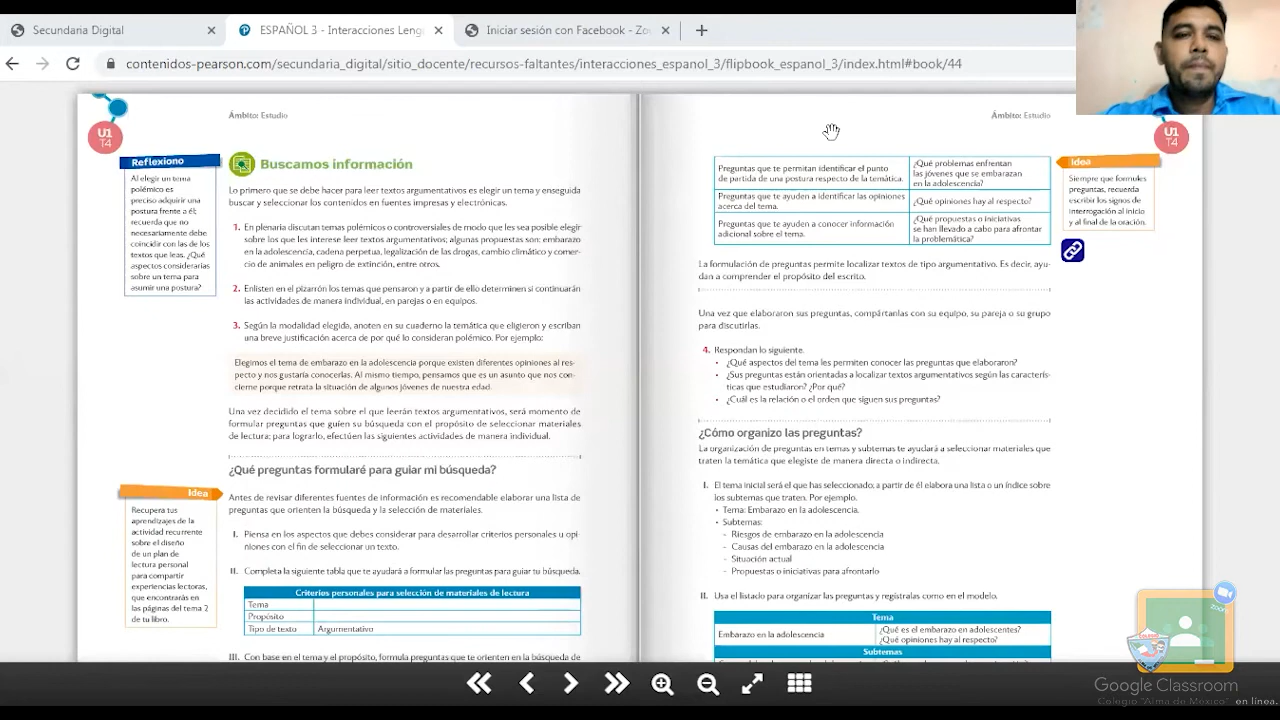 Secundaria Digital
ESPAÑOL 3 - Interacciones Leng
Iniciar sesión con Facebook - Zo
contenidos-pearson.com/secundaria_digital/sitio_docente/recursos-faltantes/interacciones_espanol_3/flipbook_espanol_3/index.html#book/44
Ámbito: Estudio
U1
T4
Reflexiono
Al elegir un tema
polémico es
preciso adquirir una
postura frente a él;
recuerda que no
necesariamente debe
coincidir con las de los
textos que leas. ¿Qué
aspectos considerarías
sobre un tema para
asumir una postura?
Buscamos información
Lo primero que se debe hacer para leer textos argumentativos es elegir un tema y enseguida
buscar y seleccionar los contenidos en fuentes impresas y electrónicas.
1. En plenaria discutan temas polémicos o controversiales de modo que les sea posible elegir
sobre los que les interese leer textos argumentativos; algunas propuestas son: embarazo
en la adolescencia, cadena perpetua, legalización de las drogas, cambio climático y comer-
cio de animales en peligro de extinción, entre otros.
2. Enlisten en el pizarrón los temas que pensaron y a partir de ello determinen si continuarán
las actividades de manera individual, en parejas o en equipos.
3. Según la modalidad elegida, anoten en su cuaderno la temática que eligieron y escriban
una breve justificación acerca de por qué lo consideran polémico. Por ejemplo:
Elegimos el tema de embarazo en la adolescencia porque existen diferentes opiniones al res-
pecto y nos gustaría conocerlas. Al mismo tiempo, pensamos que es un asunto que nos con-
cierne porque retrata la situación de algunos jóvenes de nuestra edad.
Una vez decidido el tema sobre el que leerán textos argumentativos, será momento de
formular preguntas que guíen su búsqueda con el propósito de seleccionar materiales
de lectura; para lograrlo, efectúen las siguientes actividades de manera individual.
¿Qué preguntas formularé para guiar mi búsqueda?
Idea
Recupera tus
aprendizajes de la
actividad recurrente
sobre el diseño
de un plan de
lectura personal
para compartir
experiencias lectoras,
que encontrarás en
las páginas del tema 2
de tu libro.
Antes de revisar diferentes fuentes de información es recomendable elaborar una lista de
preguntas que orienten la búsqueda y la selección de materiales.
I. Piensa en los aspectos que debes considerar para desarrollar criterios personales u opi-
niones con el fin de seleccionar un texto.
II. Completa la siguiente tabla que te ayudará a formular las preguntas para guiar tu búsqueda.
Criterios personales para selección de materiales de lectura
Tema
Propósito
Tipo de texto Argumentativo
III. Con base en el tema y el propósito, formula preguntas que te orienten en la búsqueda de
Ámbito: Estudio
U1
T4
Preguntas que te permitan identificar el punto
de partida de una postura respecto de la temática.
¿Qué problemas enfrentan
las jóvenes que se embarazan
en la adolescencia?
Preguntas que te ayuden a identificar las opiniones
acerca del tema.
¿Qué opiniones hay al respecto?
Preguntas que te ayuden a conocer información
adicional sobre el tema.
¿Qué propuestas o iniciativas
se han llevado a cabo para afrontar
la problemática?
Idea
Siempre que formules
preguntas, recuerda
escribir los signos de
interrogación al inicio
y al final de la oración.
La formulación de preguntas permite localizar textos de tipo argumentativo. Es decir, ayu-
dan a comprender el propósito del escrito.
Una vez que elaboraron sus preguntas, compártanlas con su equipo, su pareja o su grupo
para discutirlas.
4. Respondan lo siguiente.
• ¿Qué aspectos del tema les permiten conocer las preguntas que elaboraron?
• ¿Sus preguntas están orientadas a localizar textos argumentativos según las caracterís-
ticas que estudiaron? ¿Por qué?
• ¿Cuál es la relación o el orden que siguen sus preguntas?
¿Cómo organizo las preguntas?
La organización de preguntas en temas y subtemas te ayudará a seleccionar materiales que
traten la temática que elegiste de manera directa o indirecta.
I. El tema inicial será el que has seleccionado; a partir de él elabora una lista o un índice sobre
los subtemas que traten. Por ejemplo.
• Tema: Embarazo en la adolescencia.
• Subtemas:
- Riesgos de embarazo en la adolescencia
- Causas del embarazo en la adolescencia
- Situación actual
- Propuestas o iniciativas para afrontarlo
II. Usa el listado para organizar las preguntas y regístralas como en el modelo.
Tema
Embarazo en la adolescencia
¿Qué es el embarazo en adolescentes?
¿Qué opiniones hay al respecto?
Subtemas
zoom
COLEGIO
Google Classroom
Colegio "Alma de México" en línea.